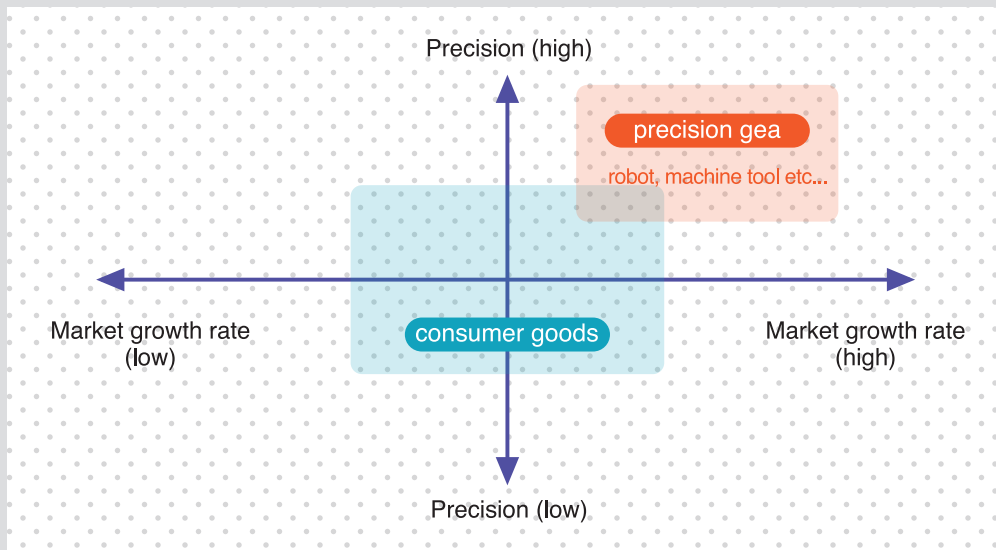 Precision (high)
precision gea
robot, machine tool etc...
consumer goods
Market growth rate
(low)
Market growth rate
(high)
Precision (low)